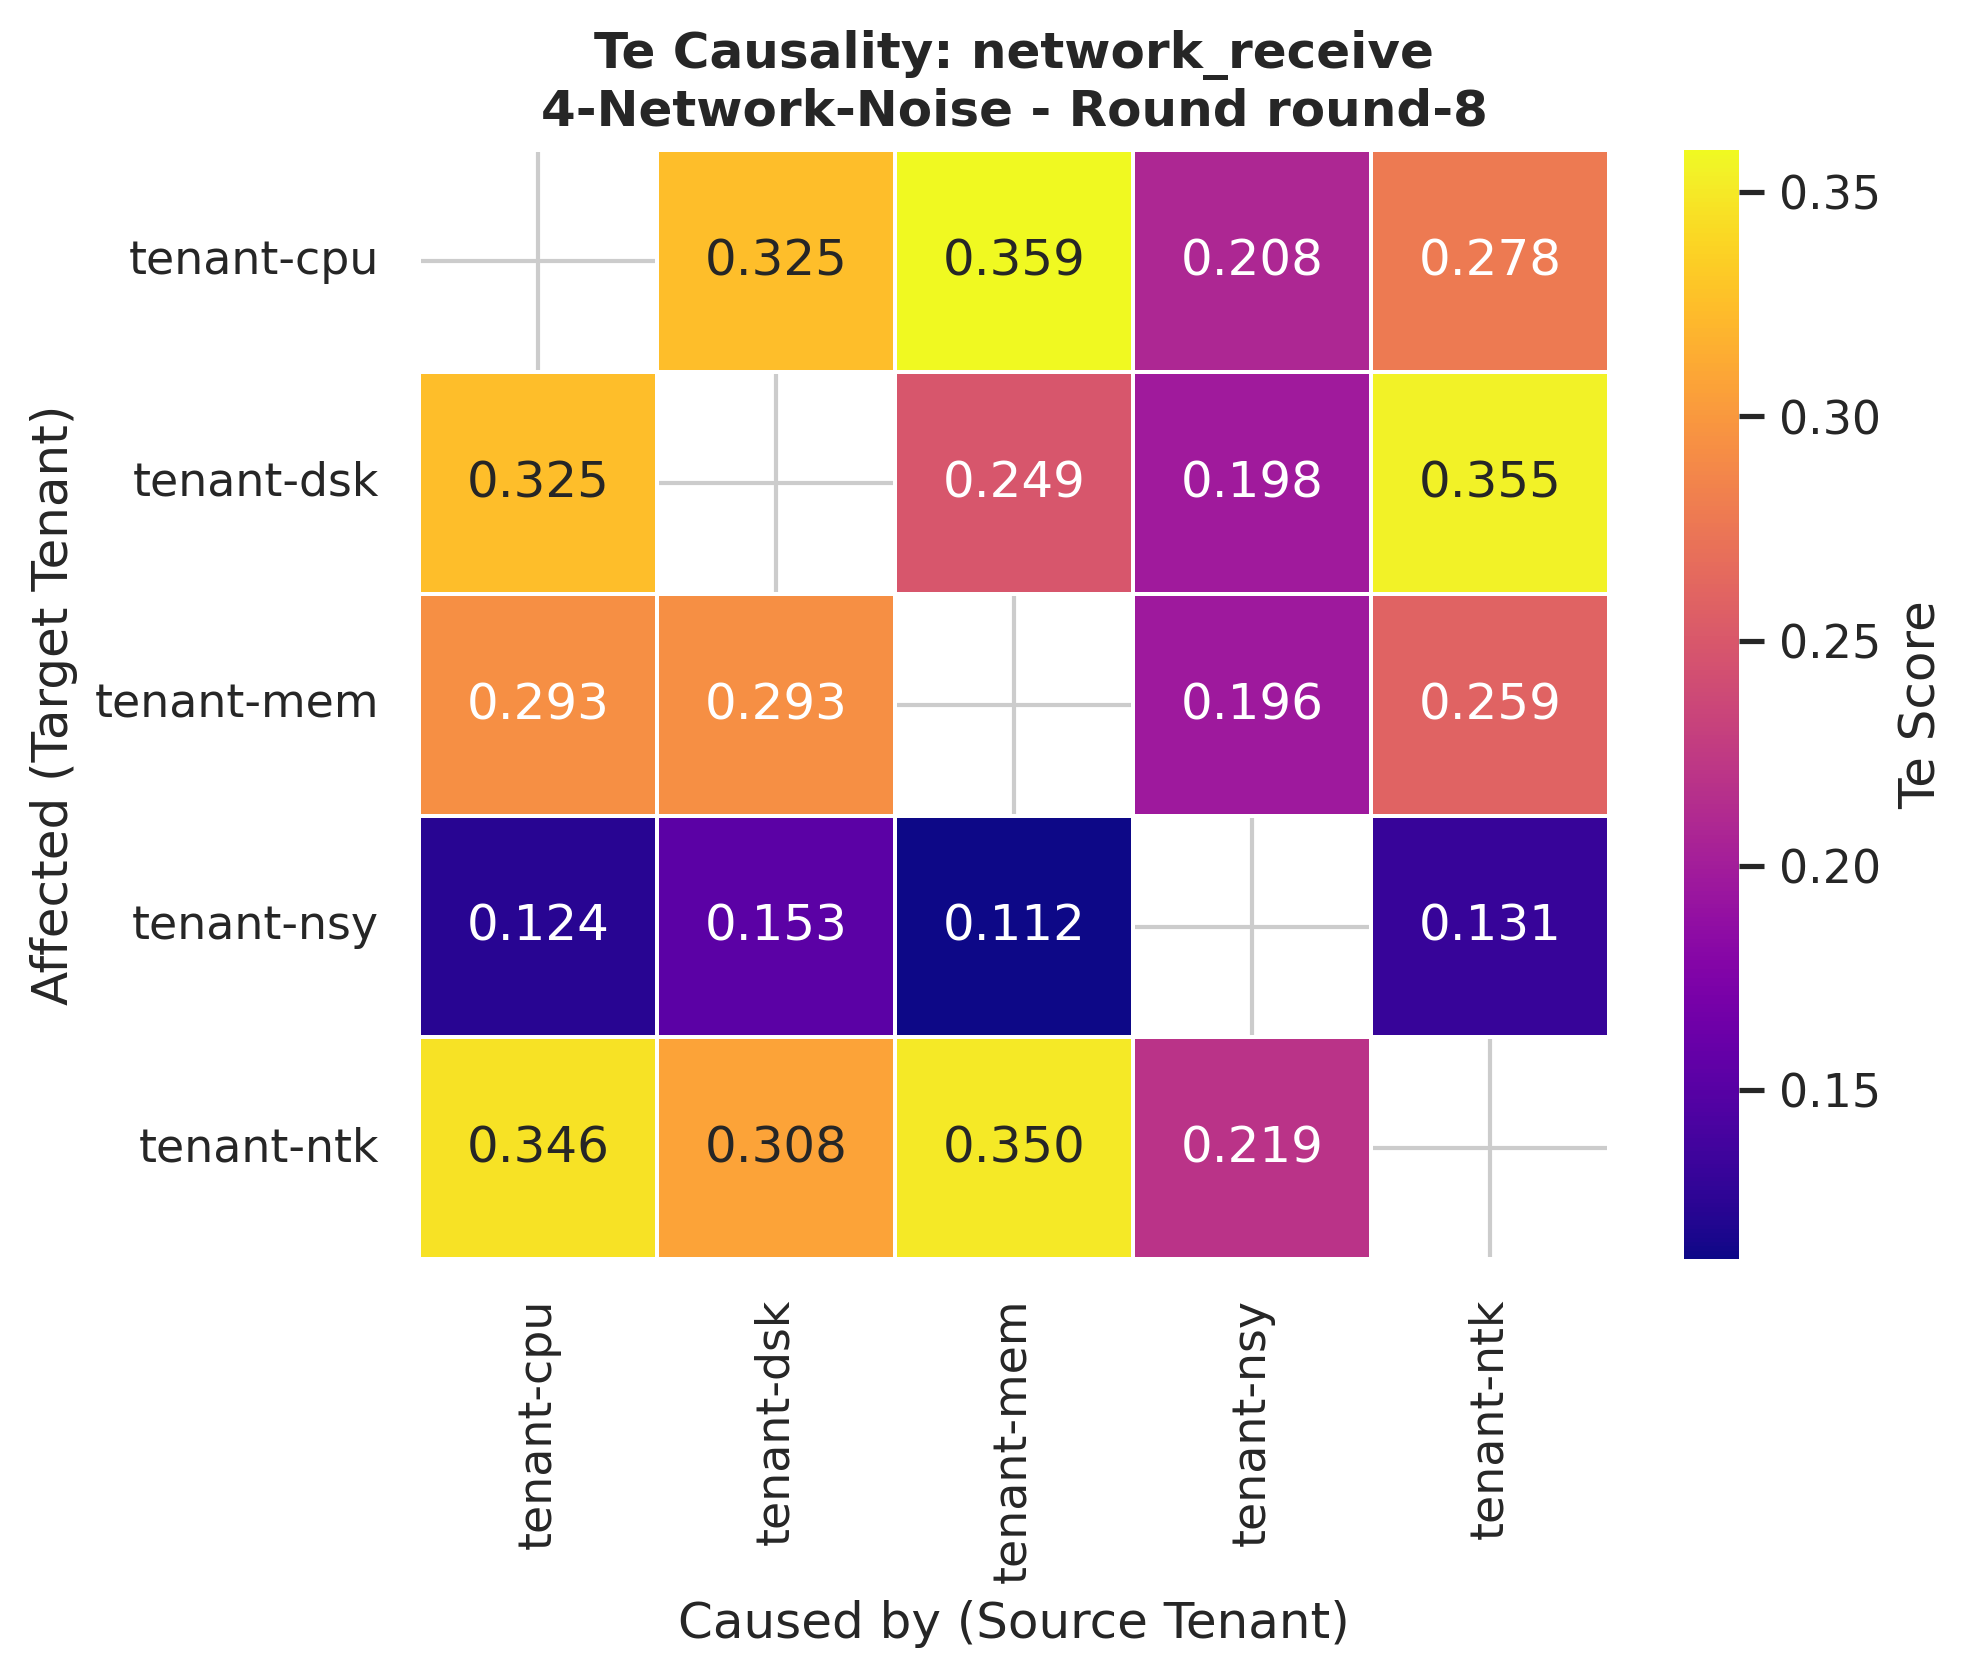 Te Causality: network_receive
4-Network-Noise - Round round-8
Affected (Target Tenant)
tenant-cpu 0.325 0.359 0.208 0.278
tenant-dsk 0.325 0.249 0.198 0.355
tenant-mem 0.293 0.293 0.196 0.259
tenant-nsy 0.124 0.153 0.112 0.131
tenant-ntk 0.346 0.308 0.350 0.219
tenant-cpu
tenant-dsk
tenant-mem
tenant-nsy
tenant-ntk
Caused by (Source Tenant)
0.35
0.30
0.25
0.20
0.15
Te Score